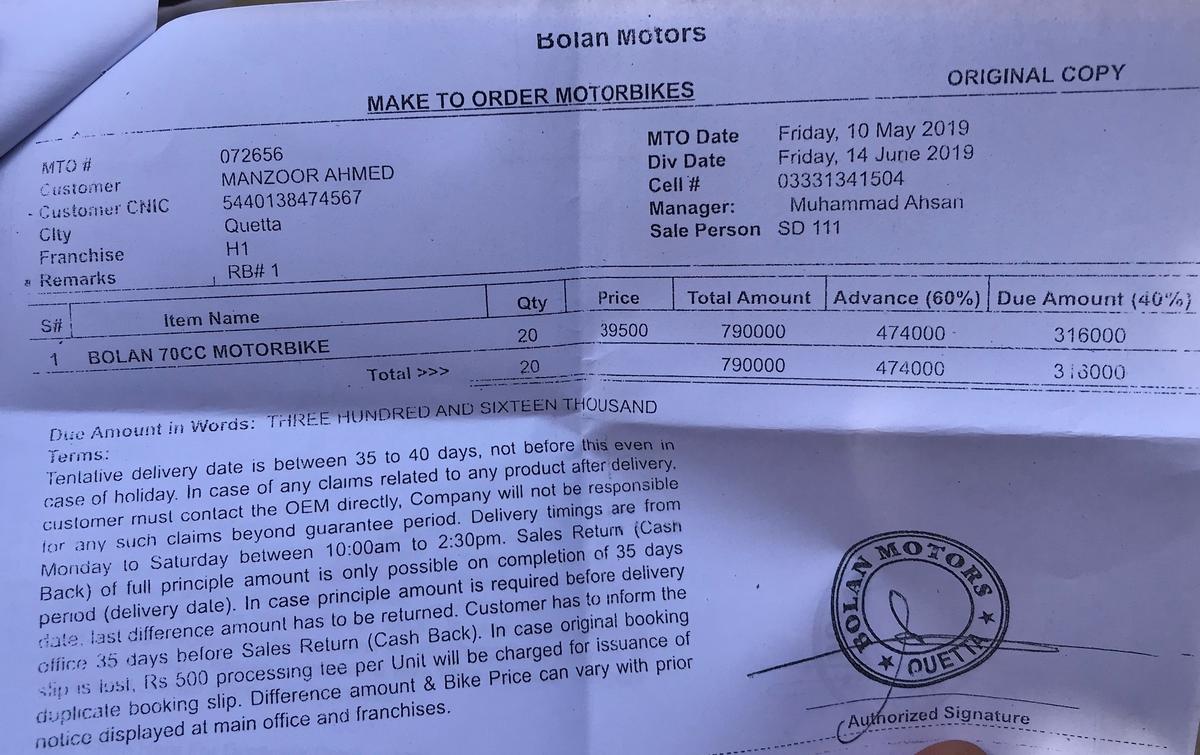 Bolan Motors
ORIGINAL COPY
MAKE TO ORDER MOTORBIKES
MTO # 072656
Customer MANZOOR AHMED
Customer CNIC 5440138474567
City Quetta
Franchise H1
Remarks RB# 1
MTO Date Friday, 10 May 2019
Div Date Friday, 14 June 2019
Cell # 03331341504
Manager: Muhammad Ahsan
Sale Person SD 111
S# Item Name Qty Price Total Amount Advance (60%) Due Amount (40%)
1 BOLAN 70CC MOTORBIKE 20 39500 790000 474000 316000
Total >>> 20 790000 474000 316000
Due Amount in Words: THREE HUNDRED AND SIXTEEN THOUSAND
Terms:
Tentative delivery date is between 35 to 40 days, not before this even in
case of holiday. In case of any claims related to any product after delivery,
customer must contact the OEM directly, Company will not be responsible
for any such claims beyond guarantee period. Delivery timings are from
Monday to Saturday between 10:00am to 2:30pm. Sales Return (Cash
Back) of full principle amount is only possible on completion of 35 days
period (delivery date). In case principle amount is required before delivery
date, last difference amount has to be returned. Customer has to inform the
office 35 days before Sales Return (Cash Back). In case original booking
slip is lost, Rs 500 processing fee per Unit will be charged for issuance of
duplicate booking slip. Difference amount & Bike Price can vary with prior
notice displayed at main office and franchises.
BOLAN MOTORS
QUETTA
Authorized Signature